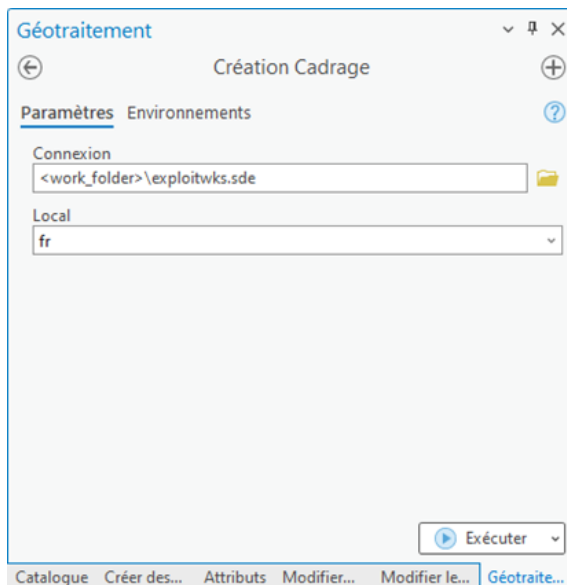 Géotraitement
Création Cadrage
Paramètres Environnements
Connexion
<work_folder>\exploitwks.sde
Local
fr
Exécuter
Catalogue Créer des... Attributs Modifier... Modifier le... Géotraite...